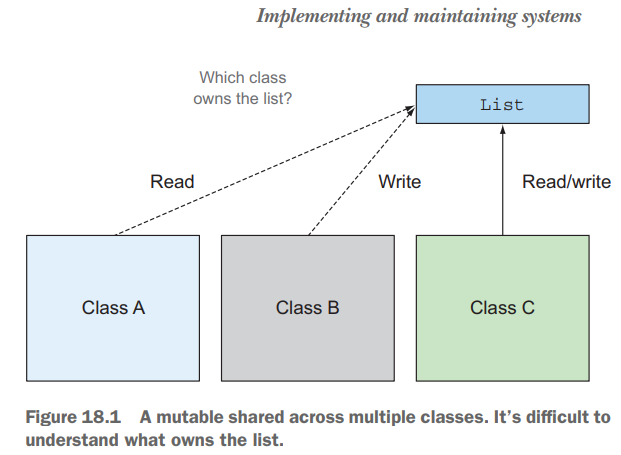 Implementing and maintaining systems
Which class
owns the list?
List
Read
Write
Read/write
Class A
Class B
Class C
Figure 18.1 A mutable shared across multiple classes. It’s difficult to
understand what owns the list.